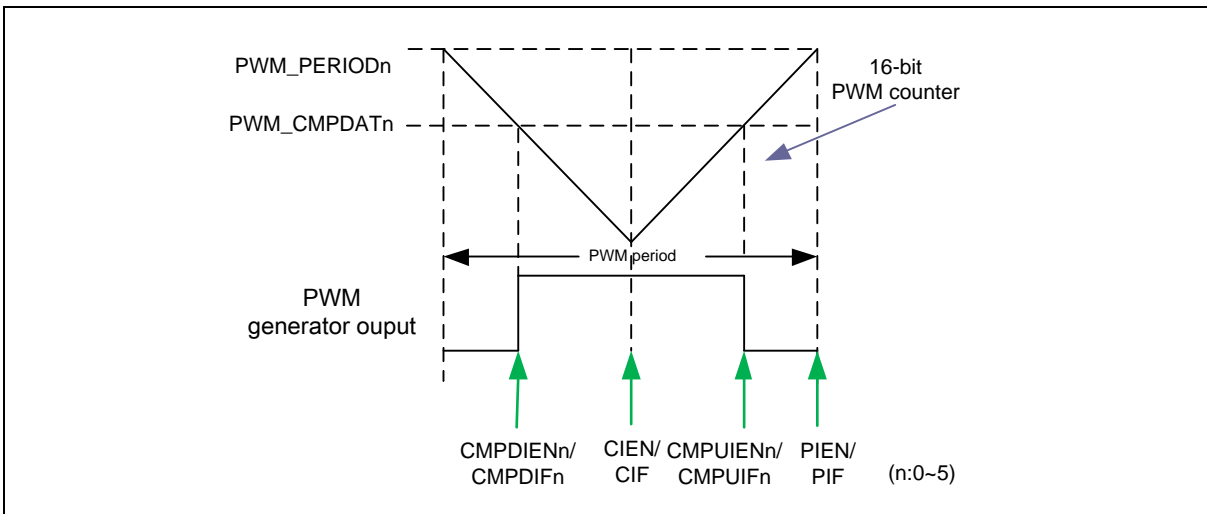 PWM_PERIODn
16-bit
PWM counter
PWM_CMPDATn
PWM period
PWM
generator ouput
CMPDIENn/
CMPDIFn
CIEN/
CIF
CMPUIENn/
CMPUIFn
PIEN/
PIF
(n:0~5)